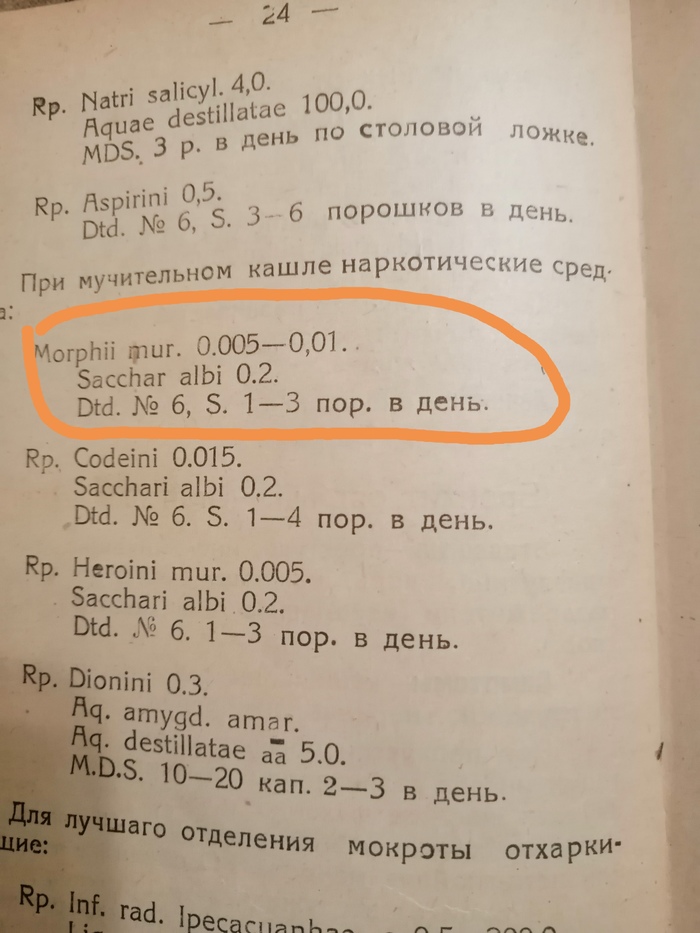 — 24 —
Rp. Natri salicyl. 4,0.
Aquae destillatae 100,0.
MDS. 3 р. в день по столовой ложке.
Rp. Aspirini 0,5.
Dtd. № 6, S. 3—6 порошков в день.
При мучительном кашле наркотические сред-
а:
Morphii mur. 0.005—0,01.
Sacchar albi 0.2.
Dtd. № 6, S. 1—3 пор. в день.
Rp. Codeini 0.015.
Sacchari albi 0.2.
Dtd. № 6. S. 1—4 пор. в день.
Rp. Heroini mur. 0.005.
Sacchari albi 0.2.
Dtd. № 6. 1—3 пор. в день.
Rp. Dionini 0.3.
Aq. amygd. amar.
Aq. destillatae āā 5.0.
M.D.S. 10—20 кап. 2—3 в день.
Для лучшаго отделения мокроты отхарки-
щие:
Rp. Inf. rad. Ipecacuanhae